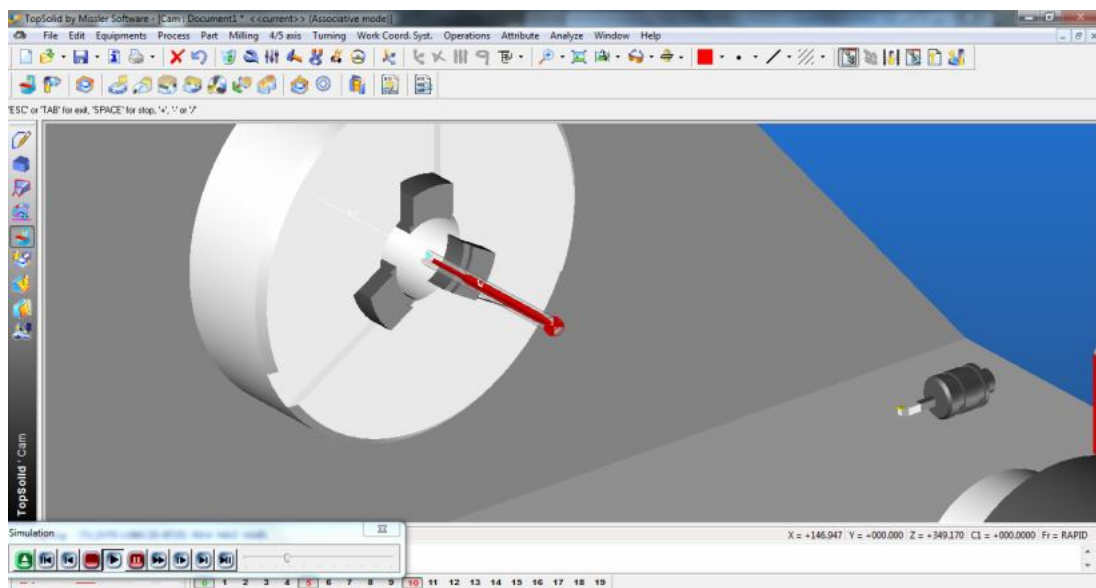 TopSolid by Missler Software - [Cam : Document1 * <<current>> (Associative mode)]
File Edit Equipments Process Part Milling 4/5 axis Turning Work Coord. Syst. Operations Attribute Analyze Window Help
'ESC' or 'TAB' for exit, 'SPACE' for stop, '+', '-' or '/'
TopSolid'Cam
Simulation
X = +146.947 Y = +000.000 Z = +349.170 C1 = +000.0000 Fr = RAPID
0 1 2 3 4 5 6 7 8 9 10 11 12 13 14 15 16 17 18 19